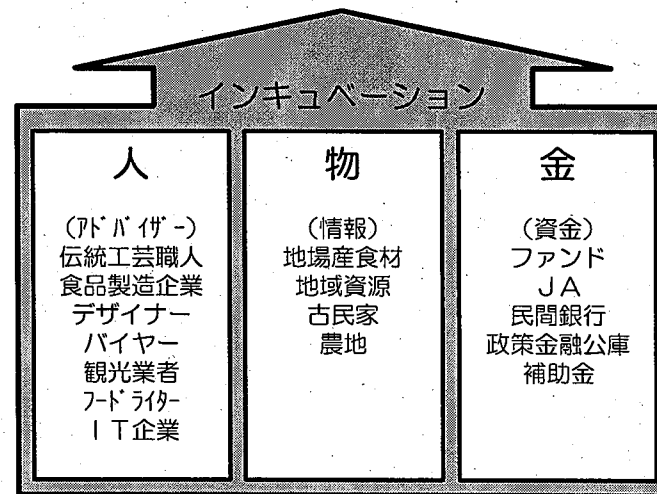 インキュベーション
人
(ｱﾄﾞﾊﾞｲｻﾞｰ)
伝統工芸職人
食品製造企業
デザイナー
バイヤー
観光業者
ﾌｰﾄﾞﾗｲﾀｰ
ＩＴ企業
物
(情報)
地場産食材
地域資源
古民家
農地
金
(資金)
ファンド
ＪＡ
民間銀行
政策金融公庫
補助金